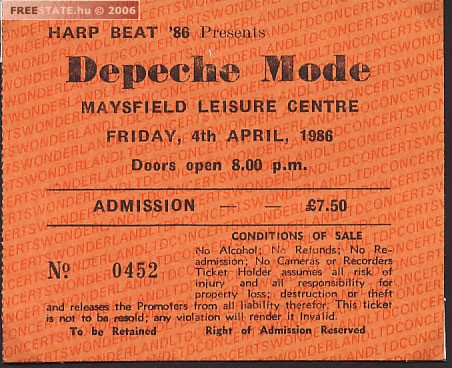 FREESTATE.hu © 2006
HARP BEAT '86 Presents
Depeche Mode
MAYSFIELD LEISURE CENTRE
FRIDAY, 4th APRIL, 1986
Doors open 8.00 p.m.
ADMISSION — — £7.50
CONDITIONS OF SALE
No Alcohol; No Refunds; No Re-
admission; No Cameras or Recorders
Ticket Holder assumes all risk of
injury and all responsibility for
property loss; destruction or theft
and releases the Promoters from all liability therefor. This ticket
is not to be resold; any violation will render it Invalid.
No. 0452
To be Retained Right of Admission Reserved
WONDERLAND LTD CONCERTS